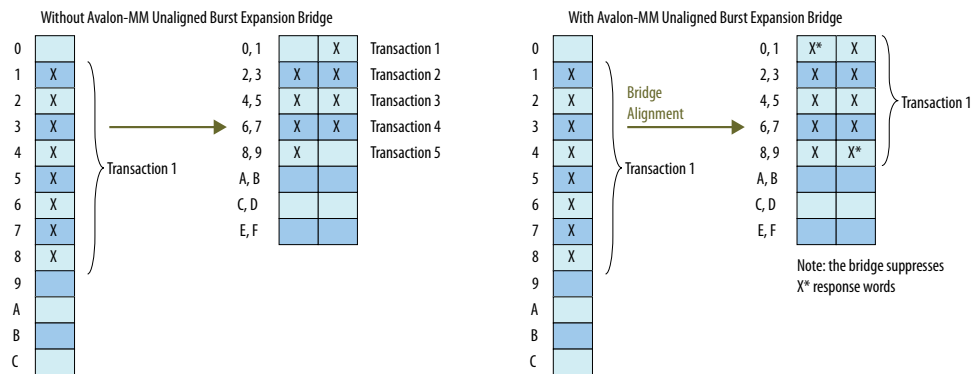 Without Avalon-MM Unaligned Burst Expansion Bridge
0
1 X
2 X
3 X
4 X
5 X
6 X
7 X
8 X
9
A
B
C
Transaction 1
0, 1 X Transaction 1
2, 3 X X Transaction 2
4, 5 X X Transaction 3
6, 7 X X Transaction 4
8, 9 X Transaction 5
A, B
C, D
E, F
With Avalon-MM Unaligned Burst Expansion Bridge
0
1 X
2 X
3 X
4 X
5 X
6 X
7 X
8 X
9
A
B
C
Transaction 1
Bridge
Alignment
0, 1 X* X
2, 3 X X
4, 5 X X
6, 7 X X
8, 9 X X*
A, B
C, D
E, F
Transaction 1
Note: the bridge suppresses
X* response words